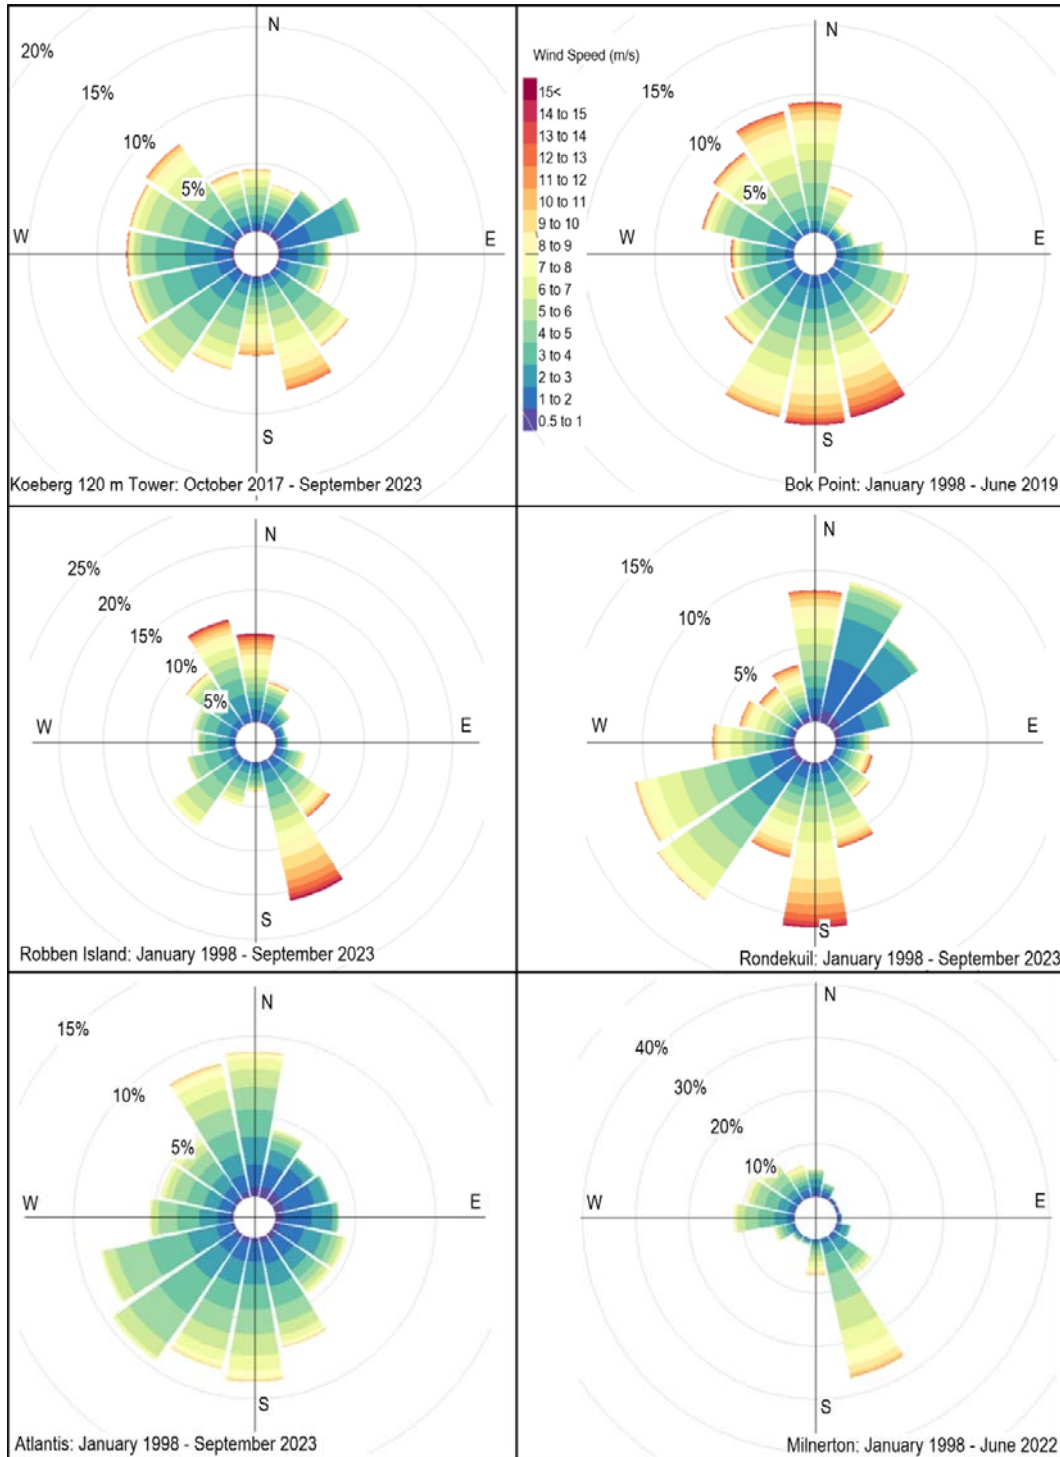 N
20%
15%
10%
5%
W
E
S
Koeberg 120 m Tower: October 2017 - September 2023
Wind Speed (m/s)
15<
14 to 15
13 to 14
12 to 13
11 to 12
10 to 11
9 to 10
8 to 9
7 to 8
6 to 7
5 to 6
4 to 5
3 to 4
2 to 3
1 to 2
0.5 to 1
N
15%
10%
5%
W
E
S
Bok Point: January 1998 - June 2019
N
25%
20%
15%
10%
5%
W
E
S
Robben Island: January 1998 - September 2023
N
15%
10%
5%
W
E
S
Rondekuil: January 1998 - September 2023
N
15%
10%
5%
W
E
S
Atlantis: January 1998 - September 2023
N
40%
30%
20%
10%
W
E
S
Milnerton: January 1998 - June 2022